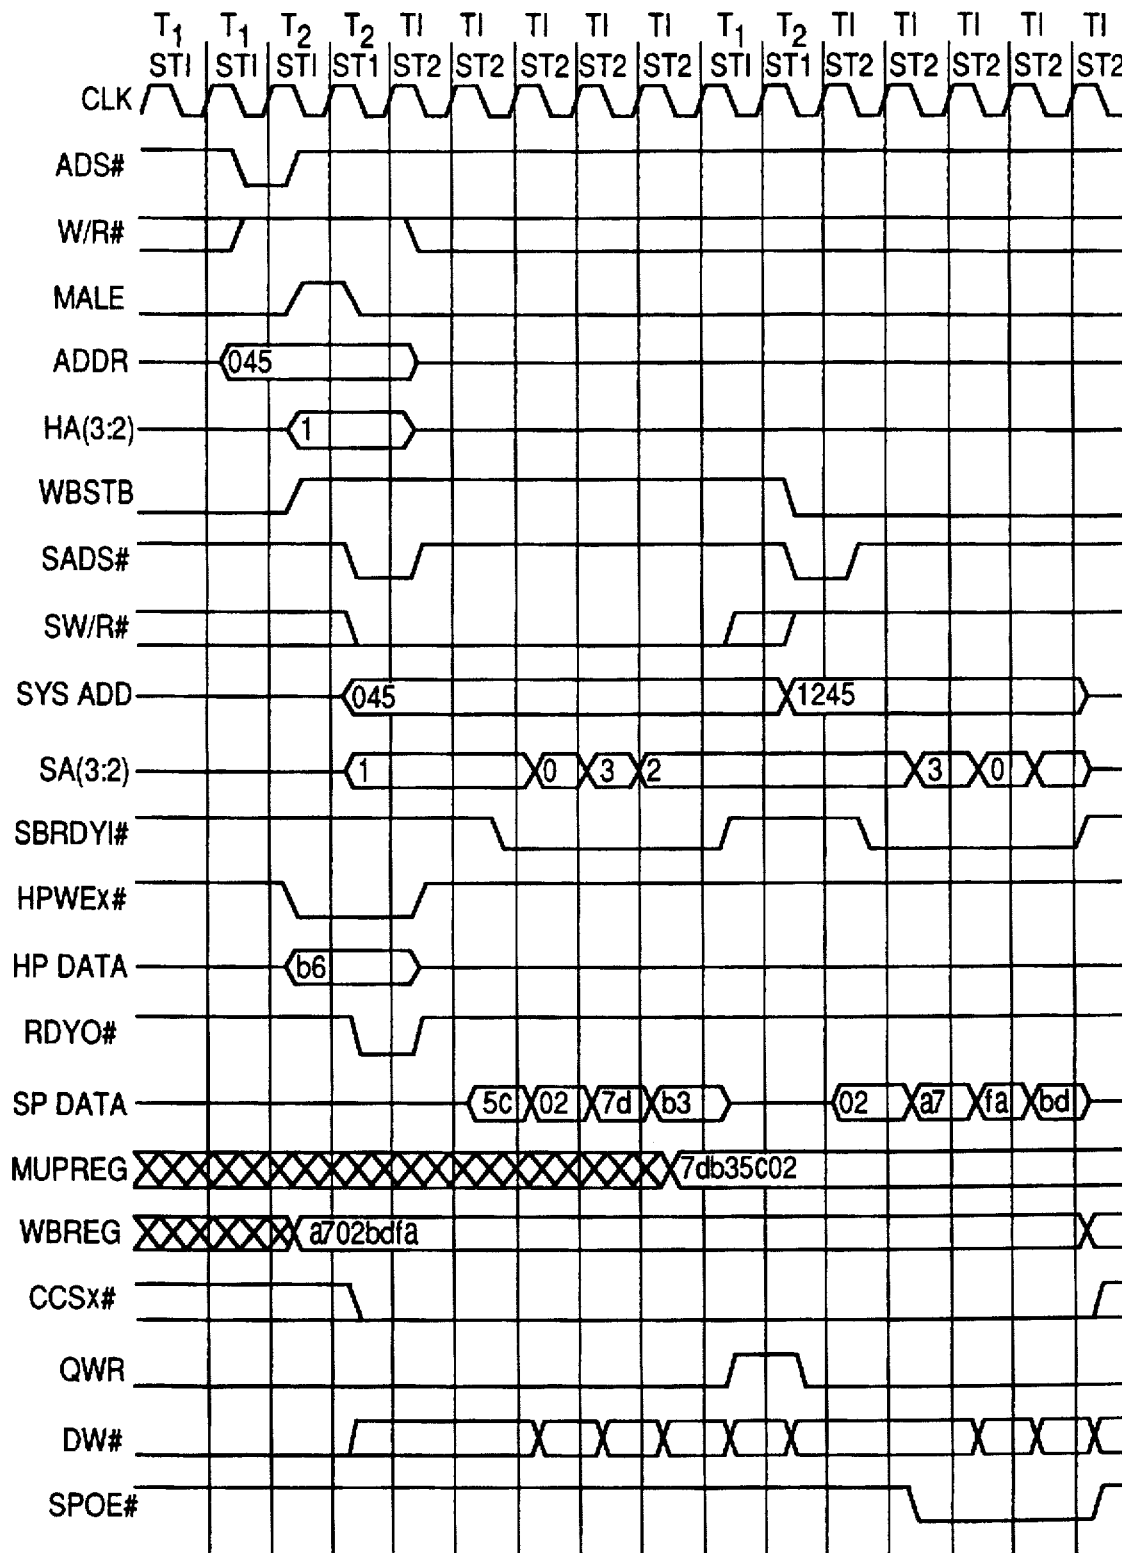 T1 T1 T2 T2 TI TI TI TI TI T1 T2 TI TI TI TI TI
STI STI STI ST1 ST2 ST2 ST2 ST2 ST2 STI ST1 ST2 ST2 ST2 ST2 ST2
CLK
ADS#
W/R#
MALE
ADDR 045
HA(3:2) 1
WBSTB
SADS#
SW/R#
SYS ADD 045 1245
SA(3:2) 1 0 3 2 3 0
SBRDYI#
HPWEx#
HP DATA b6
RDYO#
SP DATA 5c 02 7d b3 02 a7 fa bd
MUPREG 7db35c02
WBREG a702bdfa
CCSx#
QWR
DW#
SPOE#